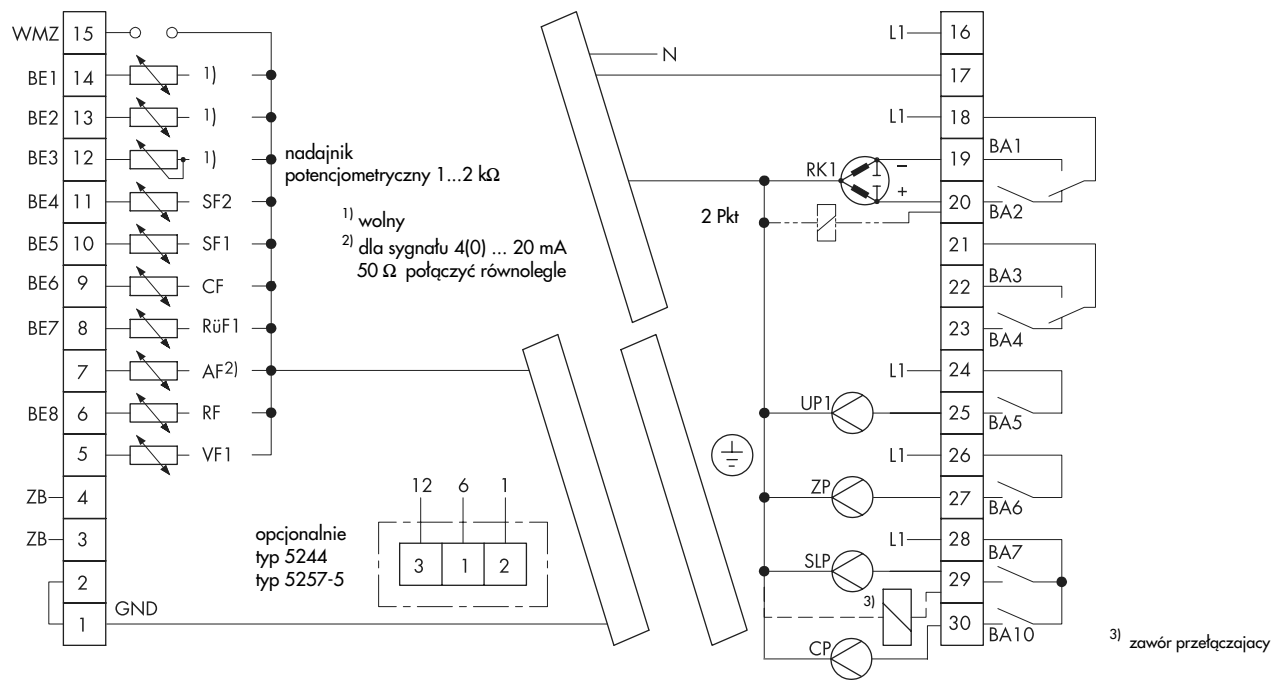 WMZ 15
BE1 14 1)
BE2 13 1)
BE3 12 1)
BE4 11 SF2
BE5 10 SF1
BE6 9 CF
BE7 8 RüF1
7 AF2)
BE8 6 RF
5 VF1
ZB 4
ZB 3
2
1 GND
nadajnik
potencjometryczny 1...2 kΩ
1) wolny
2) dla sygnału 4(0) ... 20 mA
50 Ω połączyć równolegle
opcjonalnie
typ 5244
typ 5257-5
12 6 1
3 1 2
N
L1 16
17
L1 18
RK1 – 19 BA1
+ 20 BA2
2 Pkt
21
22 BA3
23 BA4
L1 24
UP1 25 BA5
L1 26
ZP 27 BA6
L1 28 BA7
SLP 29
3)
30 BA10
CP
3) zawór przełączajacy